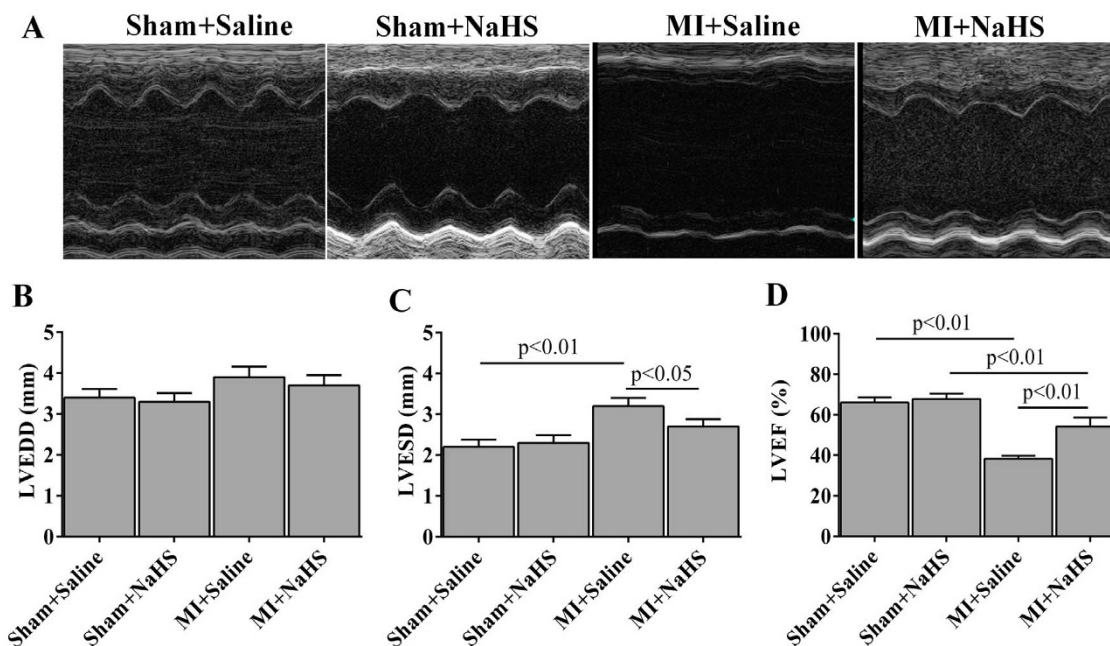 A
Sham+Saline
Sham+NaHS
MI+Saline
MI+NaHS
B
LVEDD (mm)
5
4
3
2
1
0
Sham+Saline
Sham+NaHS
MI+Saline
MI+NaHS
C
LVESD (mm)
5
4
3
2
1
0
p<0.01
p<0.05
Sham+Saline
Sham+NaHS
MI+Saline
MI+NaHS
D
LVEF (%)
100
80
60
40
20
0
p<0.01
p<0.01
p<0.01
Sham+Saline
Sham+NaHS
MI+Saline
MI+NaHS